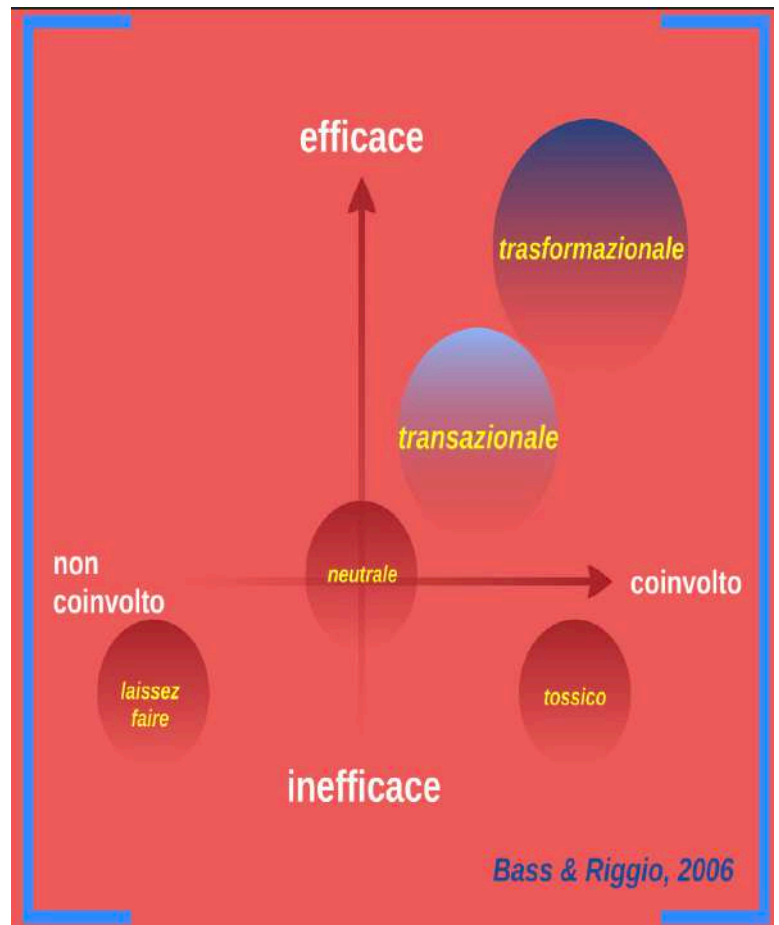 efficace
trasformazionale
transazionale
neutrale
non
coinvolto
coinvolto
laissez
faire
tossico
inefficace
Bass & Riggio, 2006